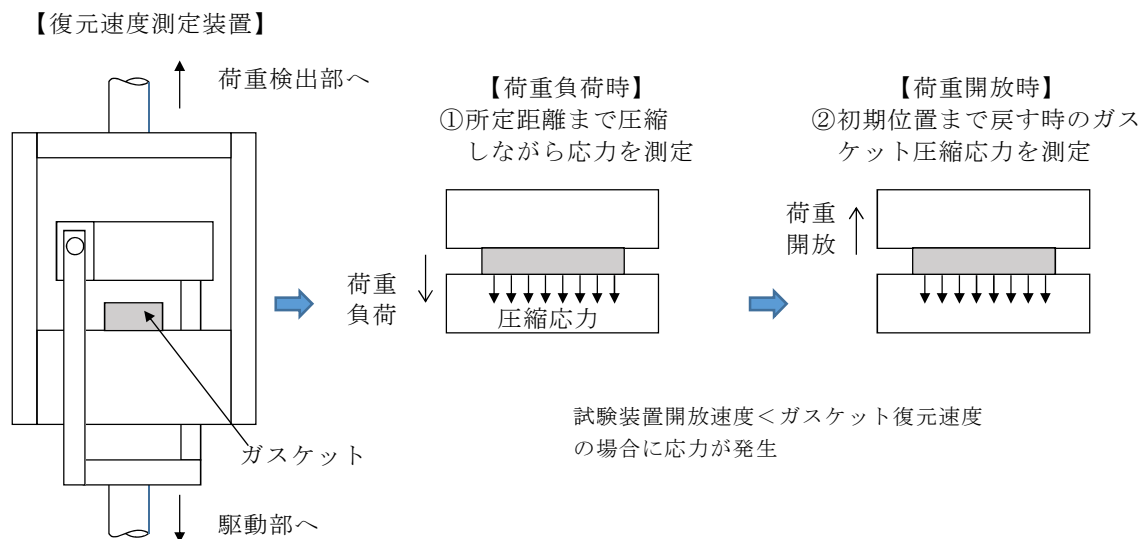 【復元速度測定装置】
荷重検出部へ
ガスケット
駆動部へ
【荷重負荷時】
①所定距離まで圧縮
しながら応力を測定
荷重
負荷
圧縮応力
【荷重開放時】
②初期位置まで戻す時のガス
ケット圧縮応力を測定
荷重
開放
試験装置開放速度＜ガスケット復元速度
の場合に応力が発生